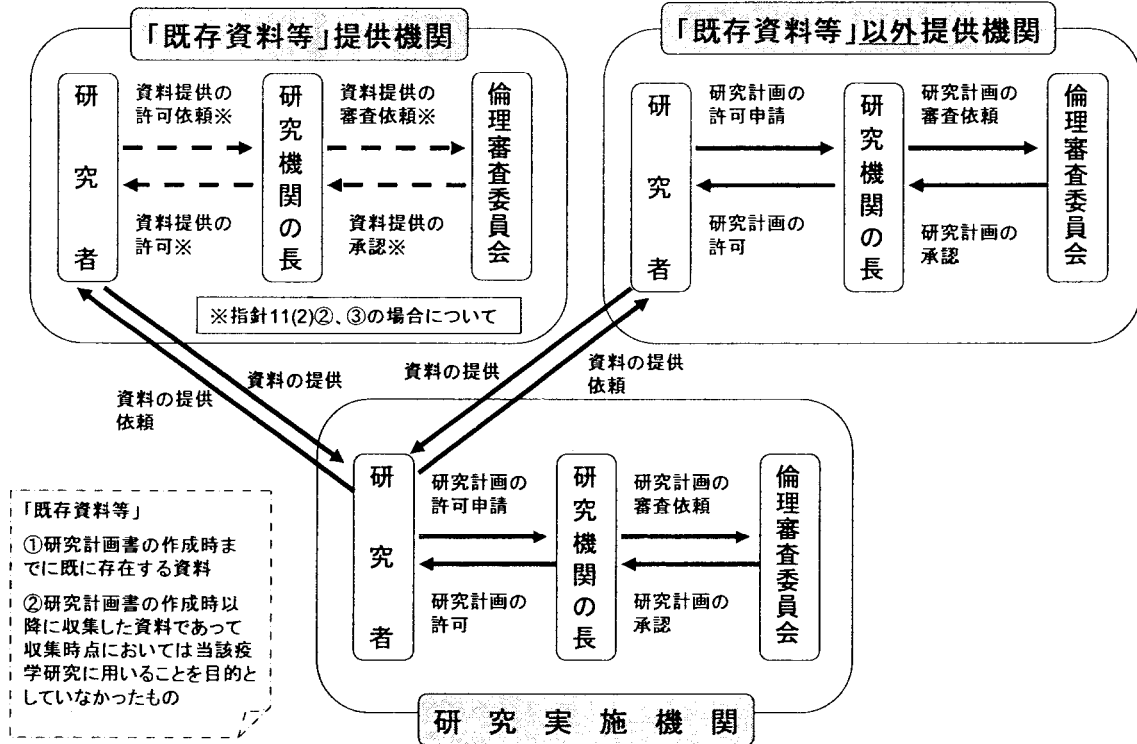 「既存資料等」提供機関
研究者
資料提供の
許可依頼※
資料提供の
許可※
研究機関の長
資料提供の
審査依頼※
資料提供の
承認※
倫理審査委員会
※指針11(2)②、③の場合について
「既存資料等」以外提供機関
研究者
研究計画の
許可申請
研究計画の
許可
研究機関の長
研究計画の
審査依頼
研究計画の
承認
倫理審査委員会
資料の提供
資料の提供
依頼
資料の提供
資料の提供
依頼
研究者
研究計画の
許可申請
研究計画の
許可
研究機関の長
研究計画の
審査依頼
研究計画の
承認
倫理審査委員会
研究実施機関
「既存資料等」
①研究計画書の作成時ま
でに既に存在する資料
②研究計画書の作成時以
降に収集した資料であって
収集時点においては当該疫
学研究に用いることを目的と
していなかったもの